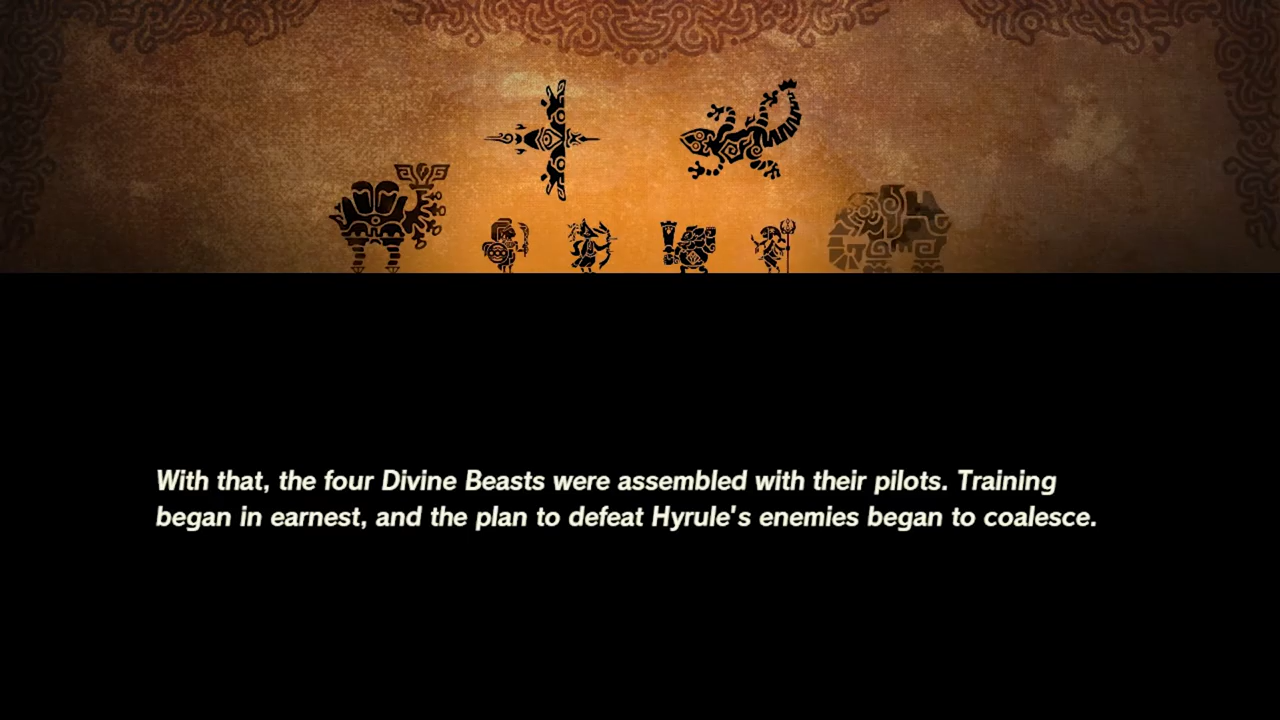 With that, the four Divine Beasts were assembled with their pilots. Training
began in earnest, and the plan to defeat Hyrule's enemies began to coalesce.